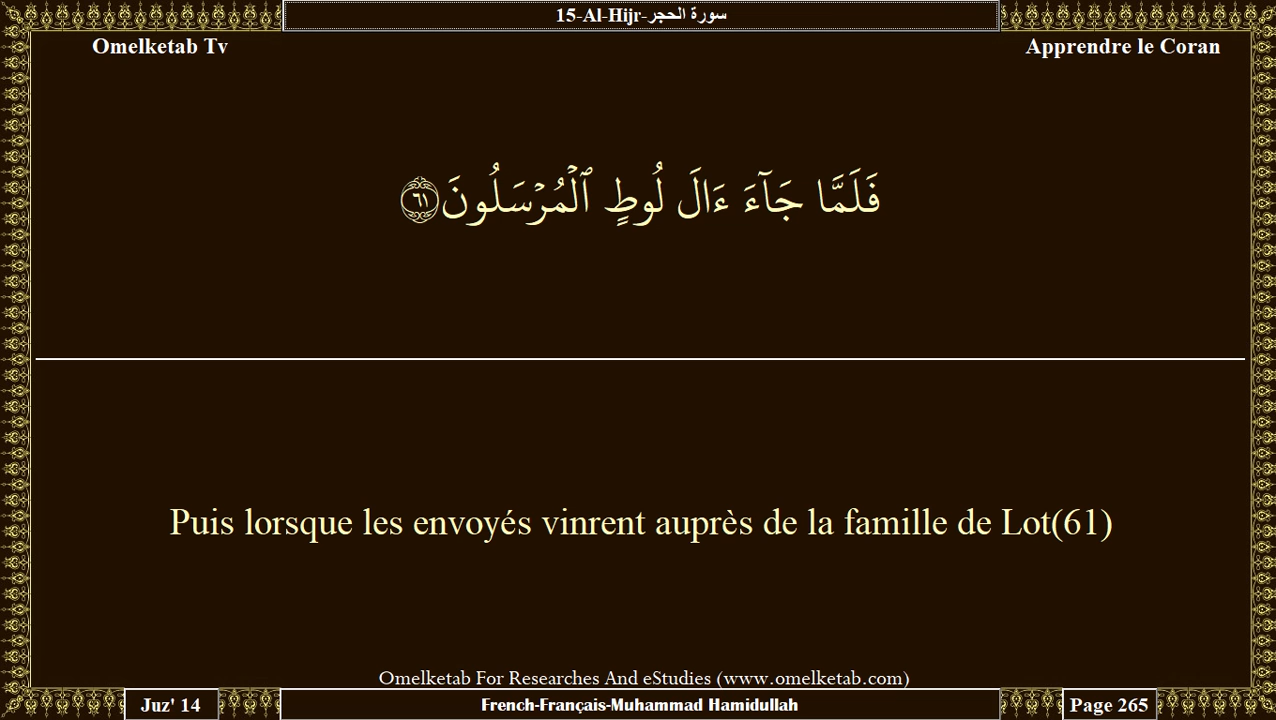 15-Al-Hijr-سورة الحجر
Omelketab Tv
Apprendre le Coran
فَلَمَّا جَآءَ ءَالَ لُوطٍ ٱلْمُرْسَلُونَ ٦١
Puis lorsque les envoyés vinrent auprès de la famille de Lot(61)
Omelketab For Researches And eStudies (www.omelketab.com)
Juz' 14
French-Français-Muhammad Hamidullah
Page 265